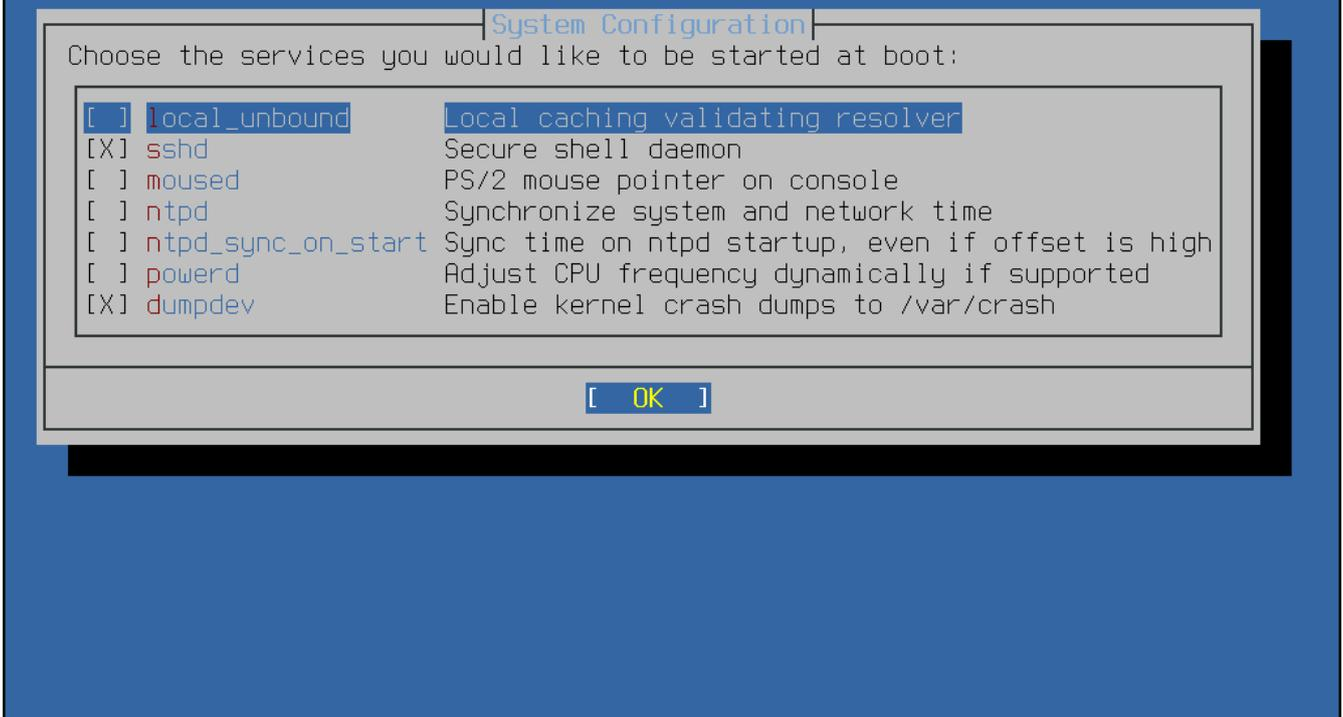 System Configuration
Choose the services you would like to be started at boot:
[ ] local_unbound Local caching validating resolver
[X] sshd Secure shell daemon
[ ] moused PS/2 mouse pointer on console
[ ] ntpd Synchronize system and network time
[ ] ntpd_sync_on_start Sync time on ntpd startup, even if offset is high
[ ] powerd Adjust CPU frequency dynamically if supported
[X] dumpdev Enable kernel crash dumps to /var/crash
[ OK ]